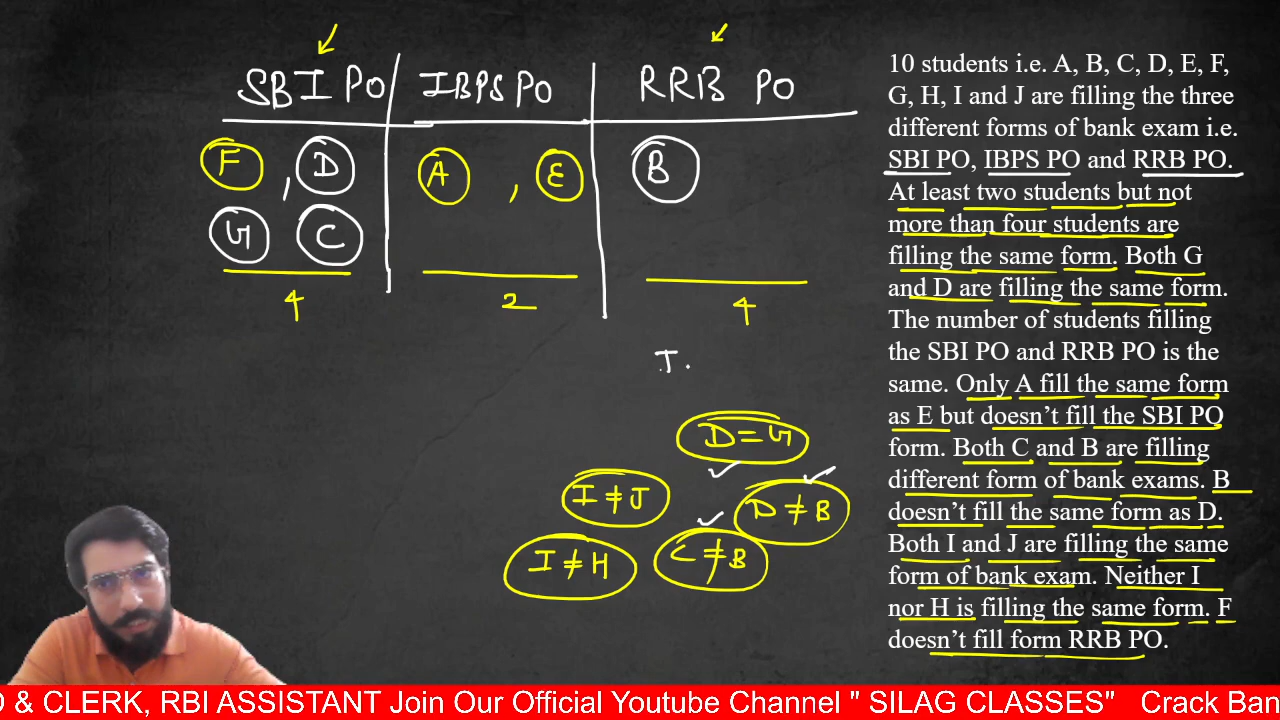 SBI PO IBPS PO RRB PO
F , D A , E B
G C
4 2 4
I.
D = G
I ≠ J
D ≠ B
I ≠ H
C ≠ B
10 students i.e. A, B, C, D, E, F,
G, H, I and J are filling the three
different forms of bank exam i.e.
SBI PO, IBPS PO and RRB PO.
At least two students but not
more than four students are
filling the same form. Both G
and D are filling the same form.
The number of students filling
the SBI PO and RRB PO is the
same. Only A fill the same form
as E but doesn’t fill the SBI PO
form. Both C and B are filling
different form of bank exams. B
doesn’t fill the same form as D.
Both I and J are filling the same
form of bank exam. Neither I
nor H is filling the same form. F
doesn’t fill form RRB PO.
O & CLERK, RBI ASSISTANT Join Our Official Youtube Channel " SILAG CLASSES" Crack Ban